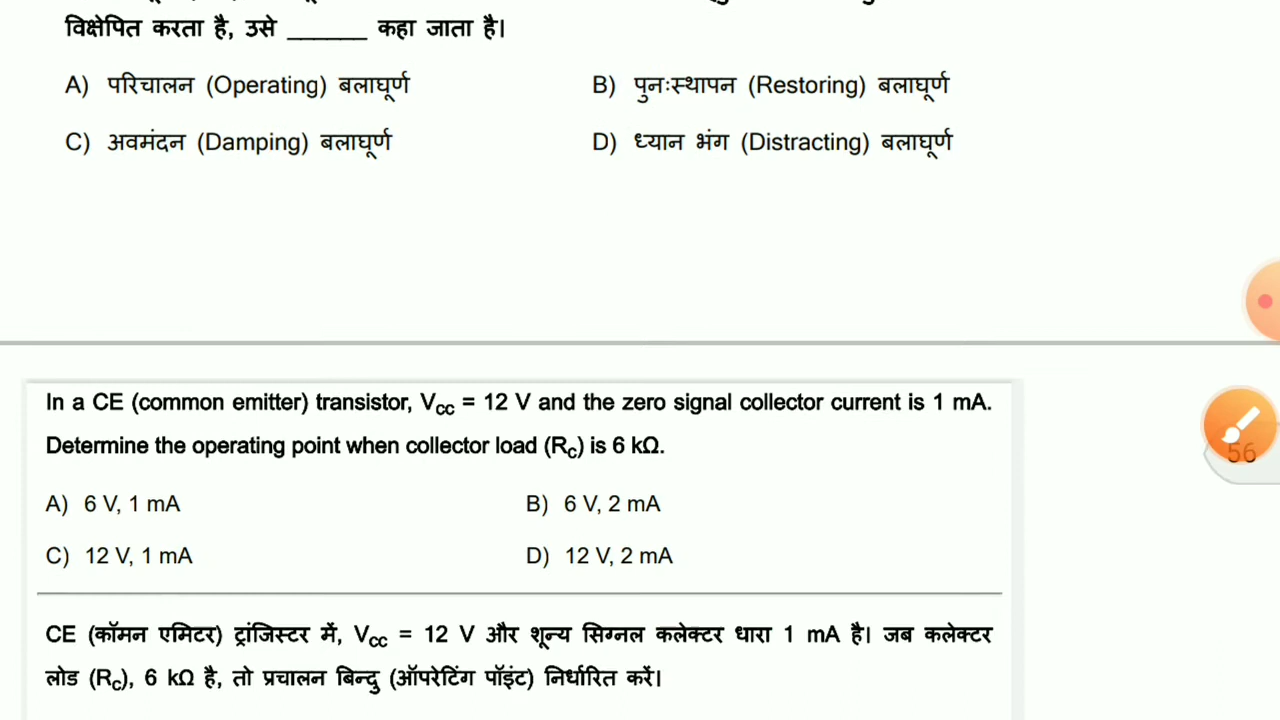 विक्षेपित करता है, उसे ______ कहा जाता है।
A) परिचालन (Operating) बलाघूर्ण B) पुनःस्थापन (Restoring) बलाघूर्ण
C) अवमंदन (Damping) बलाघूर्ण D) ध्यान भंग (Distracting) बलाघूर्ण
In a CE (common emitter) transistor, VCC = 12 V and the zero signal collector current is 1 mA.
Determine the operating point when collector load (RC) is 6 kΩ.
56
A) 6 V, 1 mA B) 6 V, 2 mA
C) 12 V, 1 mA D) 12 V, 2 mA
CE (कॉमन एमिटर) ट्रांजिस्टर में, VCC = 12 V और शून्य सिग्नल कलेक्टर धारा 1 mA है। जब कलेक्टर
लोड (RC), 6 kΩ है, तो प्रचालन बिन्दु (ऑपरेटिंग पॉइंट) निर्धारित करें।